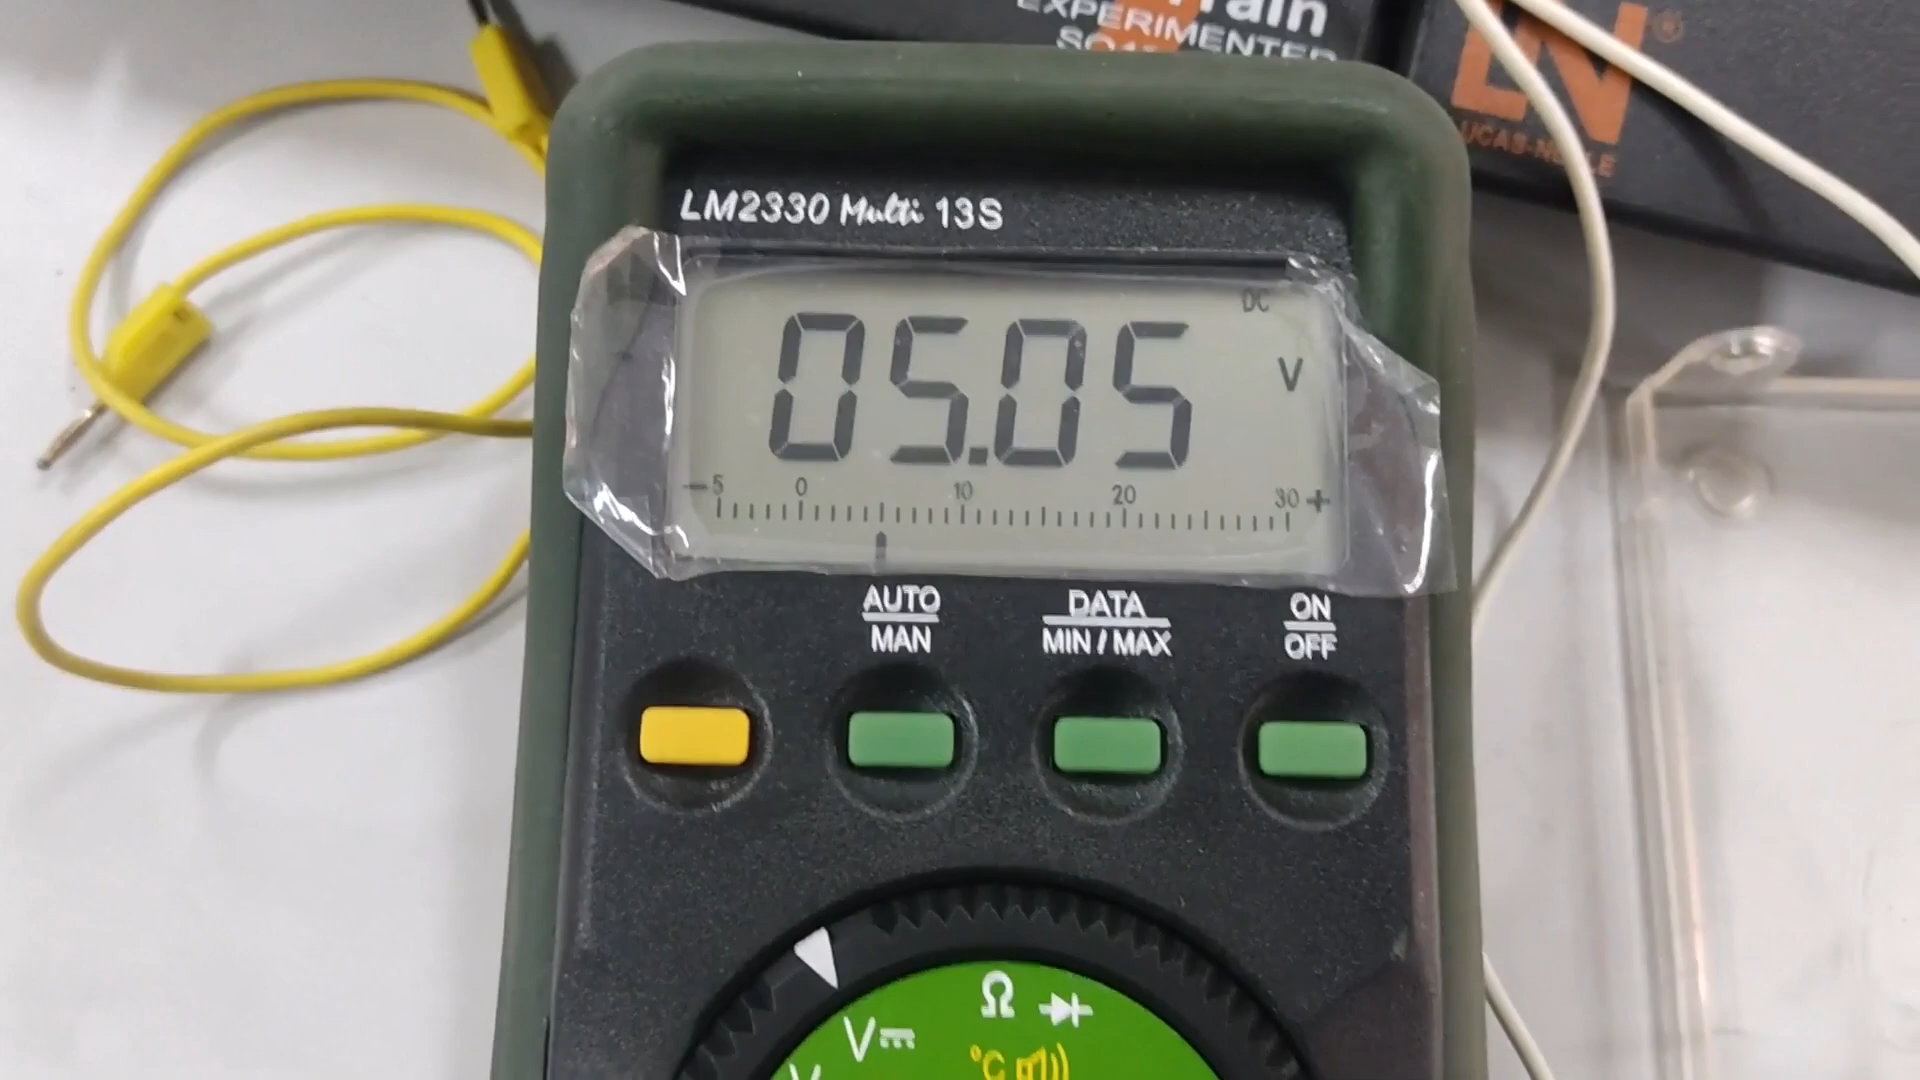 EXPERIMENTER
LN®
LM2330 Multi 13S
DC
05.05 V
-5 0 10 20 30 +
AUTO
MAN
DATA
MIN / MAX
ON
OFF
Ω
V
°C